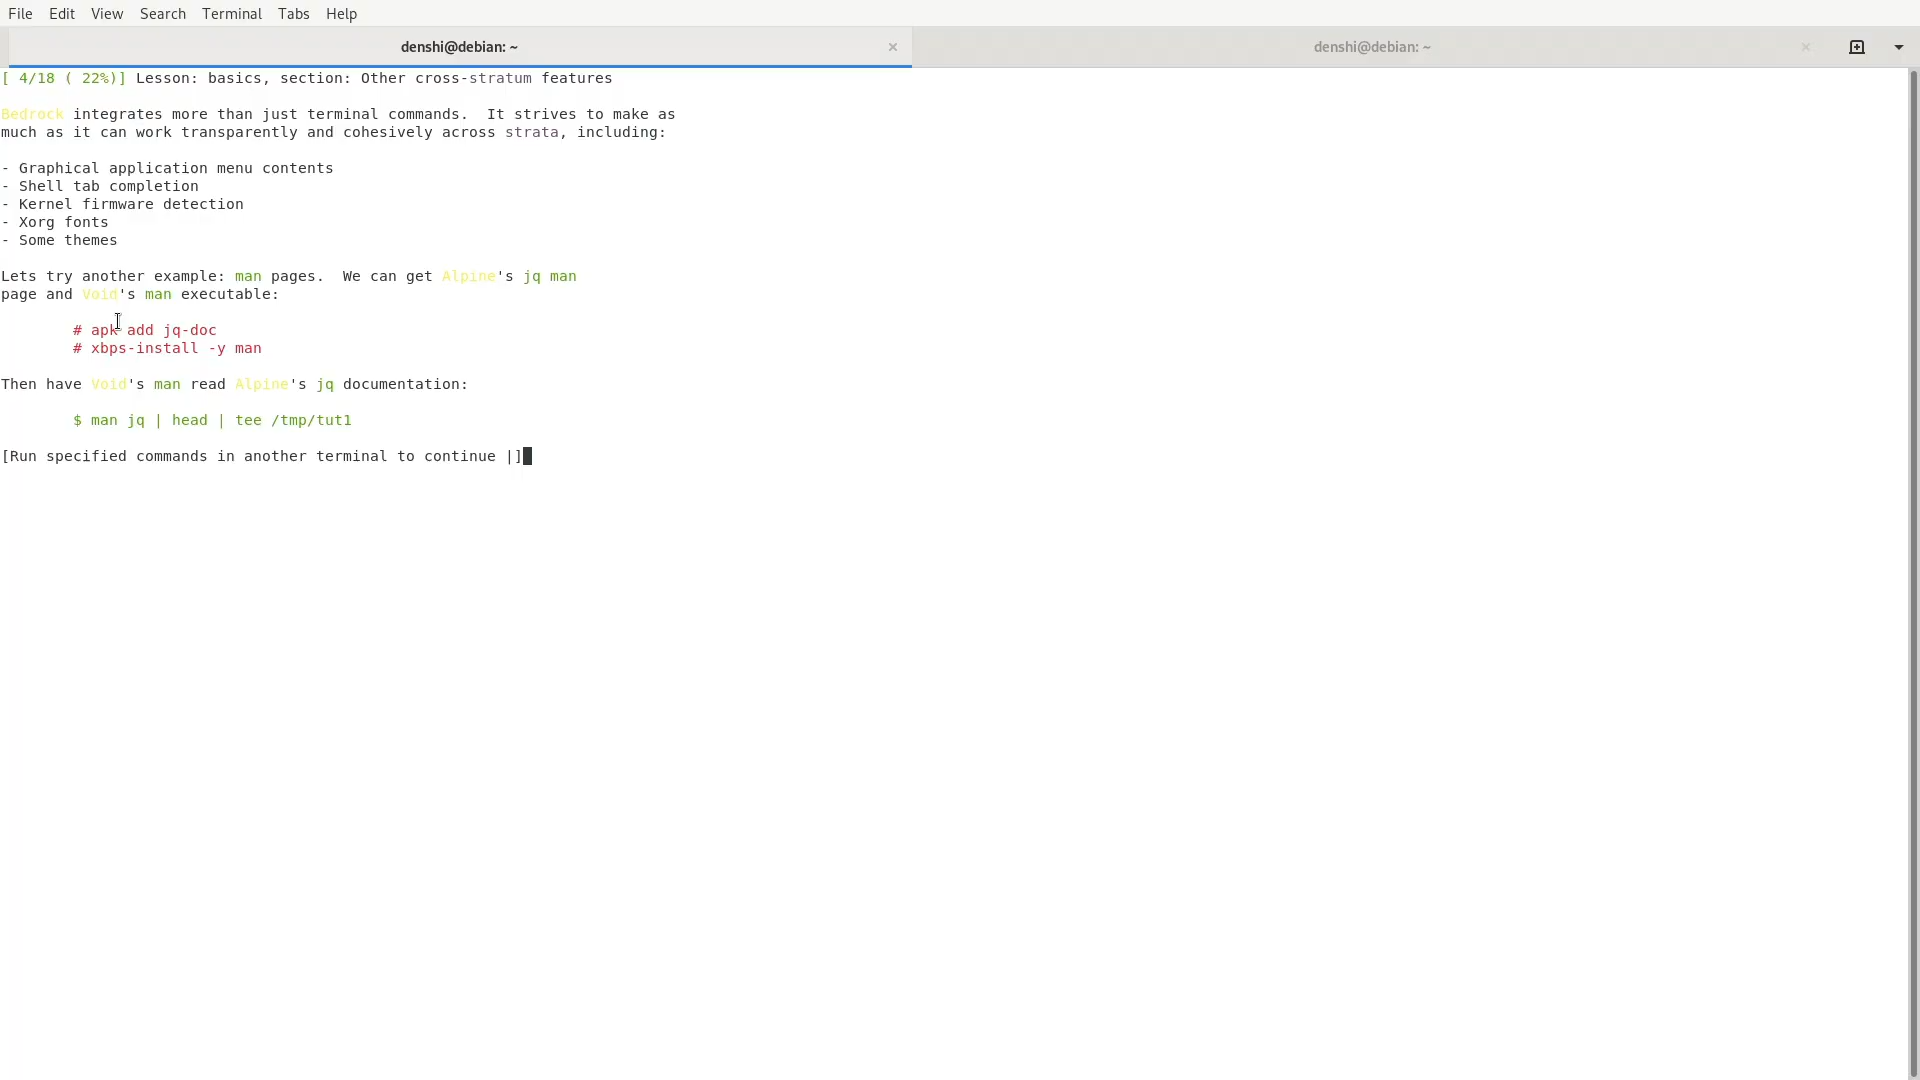 File Edit View Search Terminal Tabs Help
denshi@debian: ~ × denshi@debian: ~ ×
[ 4/18 ( 22%)] Lesson: basics, section: Other cross-stratum features
Bedrock integrates more than just terminal commands.  It strives to make as
much as it can work transparently and cohesively across strata, including:
- Graphical application menu contents
- Shell tab completion
- Kernel firmware detection
- Xorg fonts
- Some themes
Lets try another example: man pages.  We can get Alpine's jq man
page and Void's man executable:
# apk add jq-doc
# xbps-install -y man
Then have Void's man read Alpine's jq documentation:
$ man jq | head | tee /tmp/tut1
[Run specified commands in another terminal to continue |]